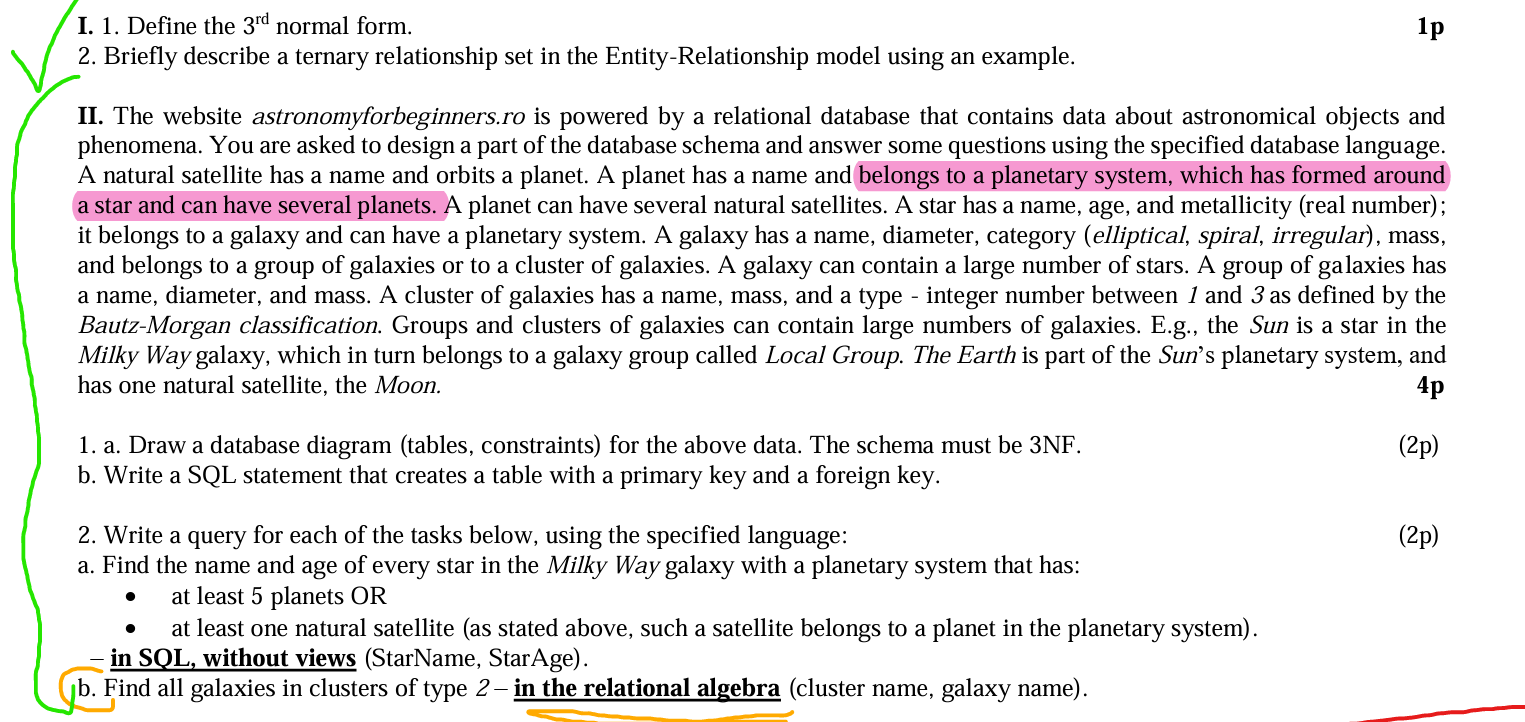 I. 1. Define the 3rd normal form. 1p
2. Briefly describe a ternary relationship set in the Entity-Relationship model using an example.
II. The website astronomyforbeginners.ro is powered by a relational database that contains data about astronomical objects and
phenomena. You are asked to design a part of the database schema and answer some questions using the specified database language.
A natural satellite has a name and orbits a planet. A planet has a name and belongs to a planetary system, which has formed around
a star and can have several planets. A planet can have several natural satellites. A star has a name, age, and metallicity (real number);
it belongs to a galaxy and can have a planetary system. A galaxy has a name, diameter, category (elliptical, spiral, irregular), mass,
and belongs to a group of galaxies or to a cluster of galaxies. A galaxy can contain a large number of stars. A group of galaxies has
a name, diameter, and mass. A cluster of galaxies has a name, mass, and a type - integer number between 1 and 3 as defined by the
Bautz-Morgan classification. Groups and clusters of galaxies can contain large numbers of galaxies. E.g., the Sun is a star in the
Milky Way galaxy, which in turn belongs to a galaxy group called Local Group. The Earth is part of the Sun's planetary system, and
has one natural satellite, the Moon. 4p
1. a. Draw a database diagram (tables, constraints) for the above data. The schema must be 3NF. (2p)
b. Write a SQL statement that creates a table with a primary key and a foreign key.
2. Write a query for each of the tasks below, using the specified language: (2p)
a. Find the name and age of every star in the Milky Way galaxy with a planetary system that has:
• at least 5 planets OR
• at least one natural satellite (as stated above, such a satellite belongs to a planet in the planetary system).
– in SQL, without views (StarName, StarAge).
b. Find all galaxies in clusters of type 2 – in the relational algebra (cluster name, galaxy name).